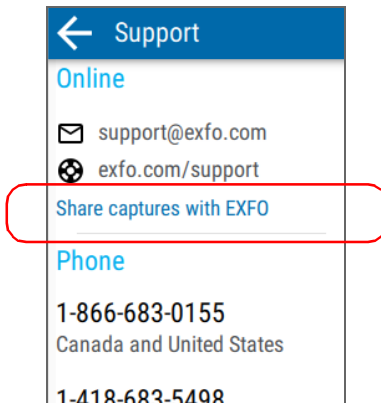 Support
Online
support@exfo.com
exfo.com/support
Share captures with EXFO
Phone
1-866-683-0155
Canada and United States
1-418-683-5498